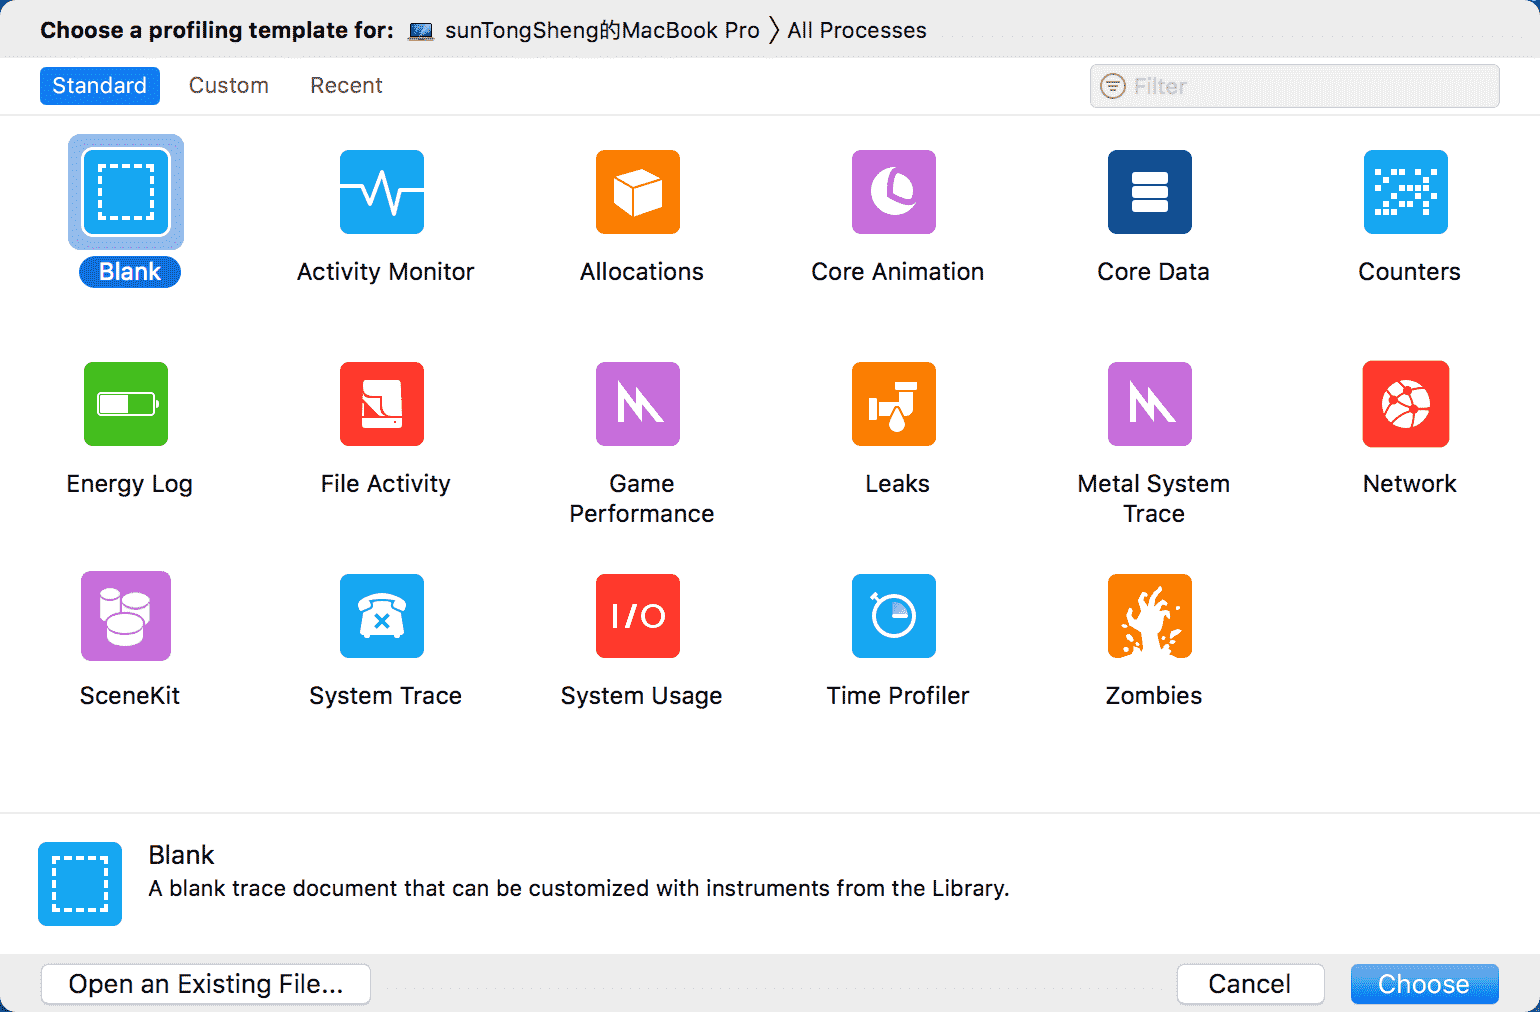 Choose a profiling template for: sunTongSheng的MacBook Pro 〉 All Processes
Standard Custom Recent Filter
Blank Activity Monitor Allocations Core Animation Core Data Counters
Energy Log File Activity Game Performance Leaks Metal System Trace Network
I/O
SceneKit System Trace System Usage Time Profiler Zombies
Blank
A blank trace document that can be customized with instruments from the Library.
Open an Existing File... Cancel Choose